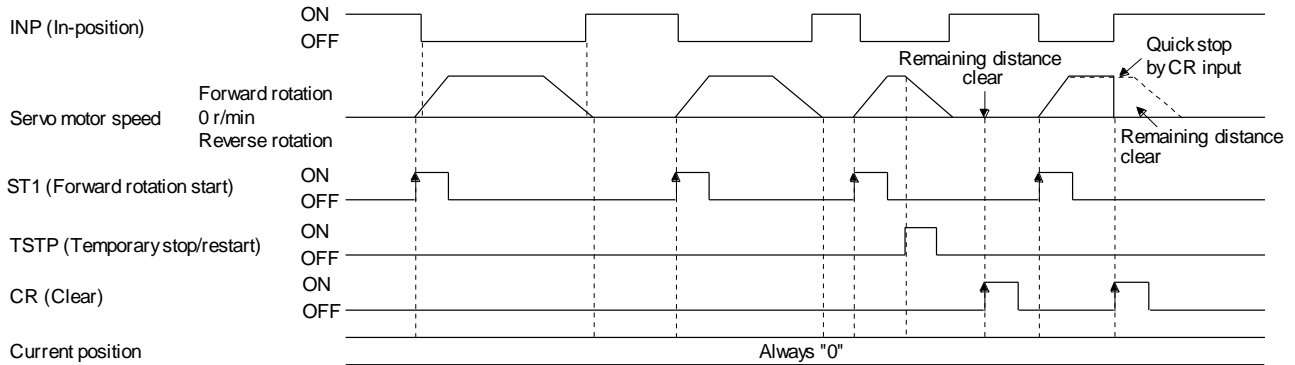 INP (In-position)
ON
OFF
Remaining distance
clear
Quick stop
by CR input
Servo motor speed
Forward rotation
0 r/min
Reverse rotation
Remaining distance
clear
ST1 (Forward rotation start)
ON
OFF
TSTP (Temporary stop/restart)
ON
OFF
CR (Clear)
ON
OFF
Current position
Always "0"